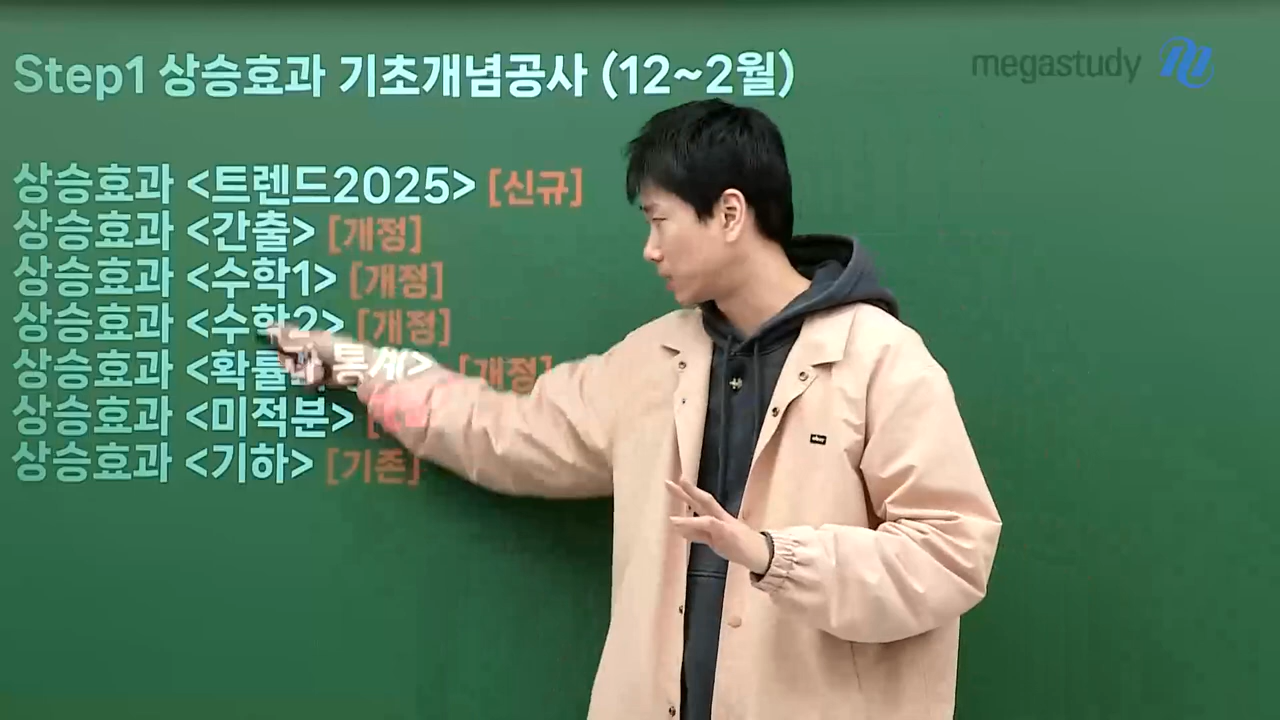 Step1 상승효과 기초개념공사 (12~2월)
megastudy
상승효과 <트렌드2025> [신규]
상승효과 <간출> [개정]
상승효과 <수학1> [개정]
상승효과 <수학2> [개정]
상승효과 <확률과 통계> [개정]
상승효과 <미적분>
상승효과 <기하> [기존]